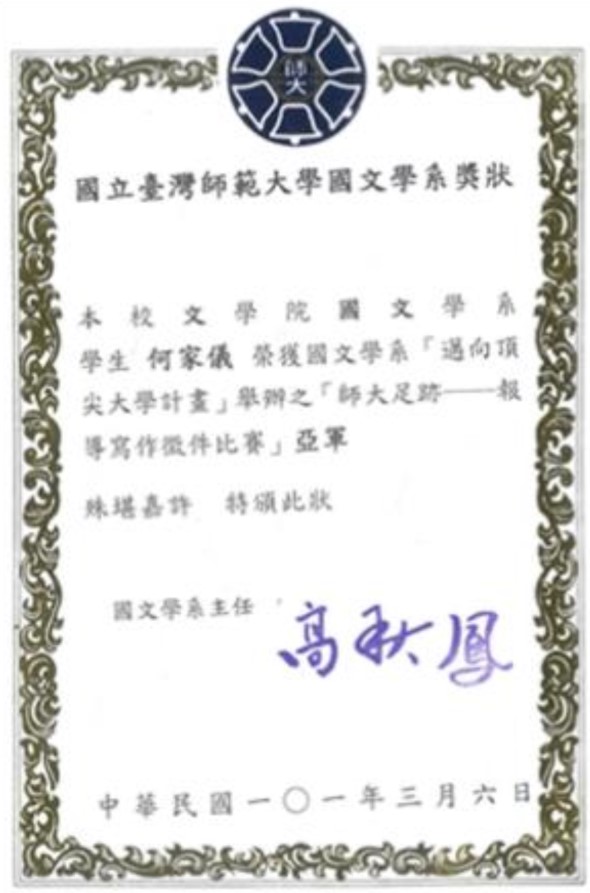 師大
國立臺灣師範大學國文學系獎狀
本校文學院國文學系
學生 何家儀 榮獲國文學系「邁向頂
尖大學計畫」舉辦之「師大足跡——報
導寫作徵件比賽」亞軍
殊堪嘉許 特頒此狀
國文學系主任
高秋鳳
中華民國一〇一年三月六日